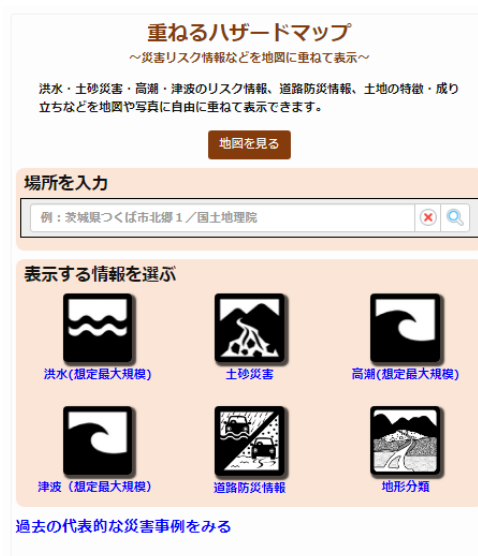 重ねるハザードマップ
～災害リスク情報などを地図に重ねて表示～
洪水・土砂災害・高潮・津波のリスク情報、道路防災情報、土地の特徴・成り
立ちなどを地図や写真に自由に重ねて表示できます。
地図を見る
場所を入力
例：茨城県つくば市北郷１／国土地理院
表示する情報を選ぶ
洪水(想定最大規模)
土砂災害
高潮(想定最大規模)
津波（想定最大規模）
道路防災情報
地形分類
過去の代表的な災害事例をみる